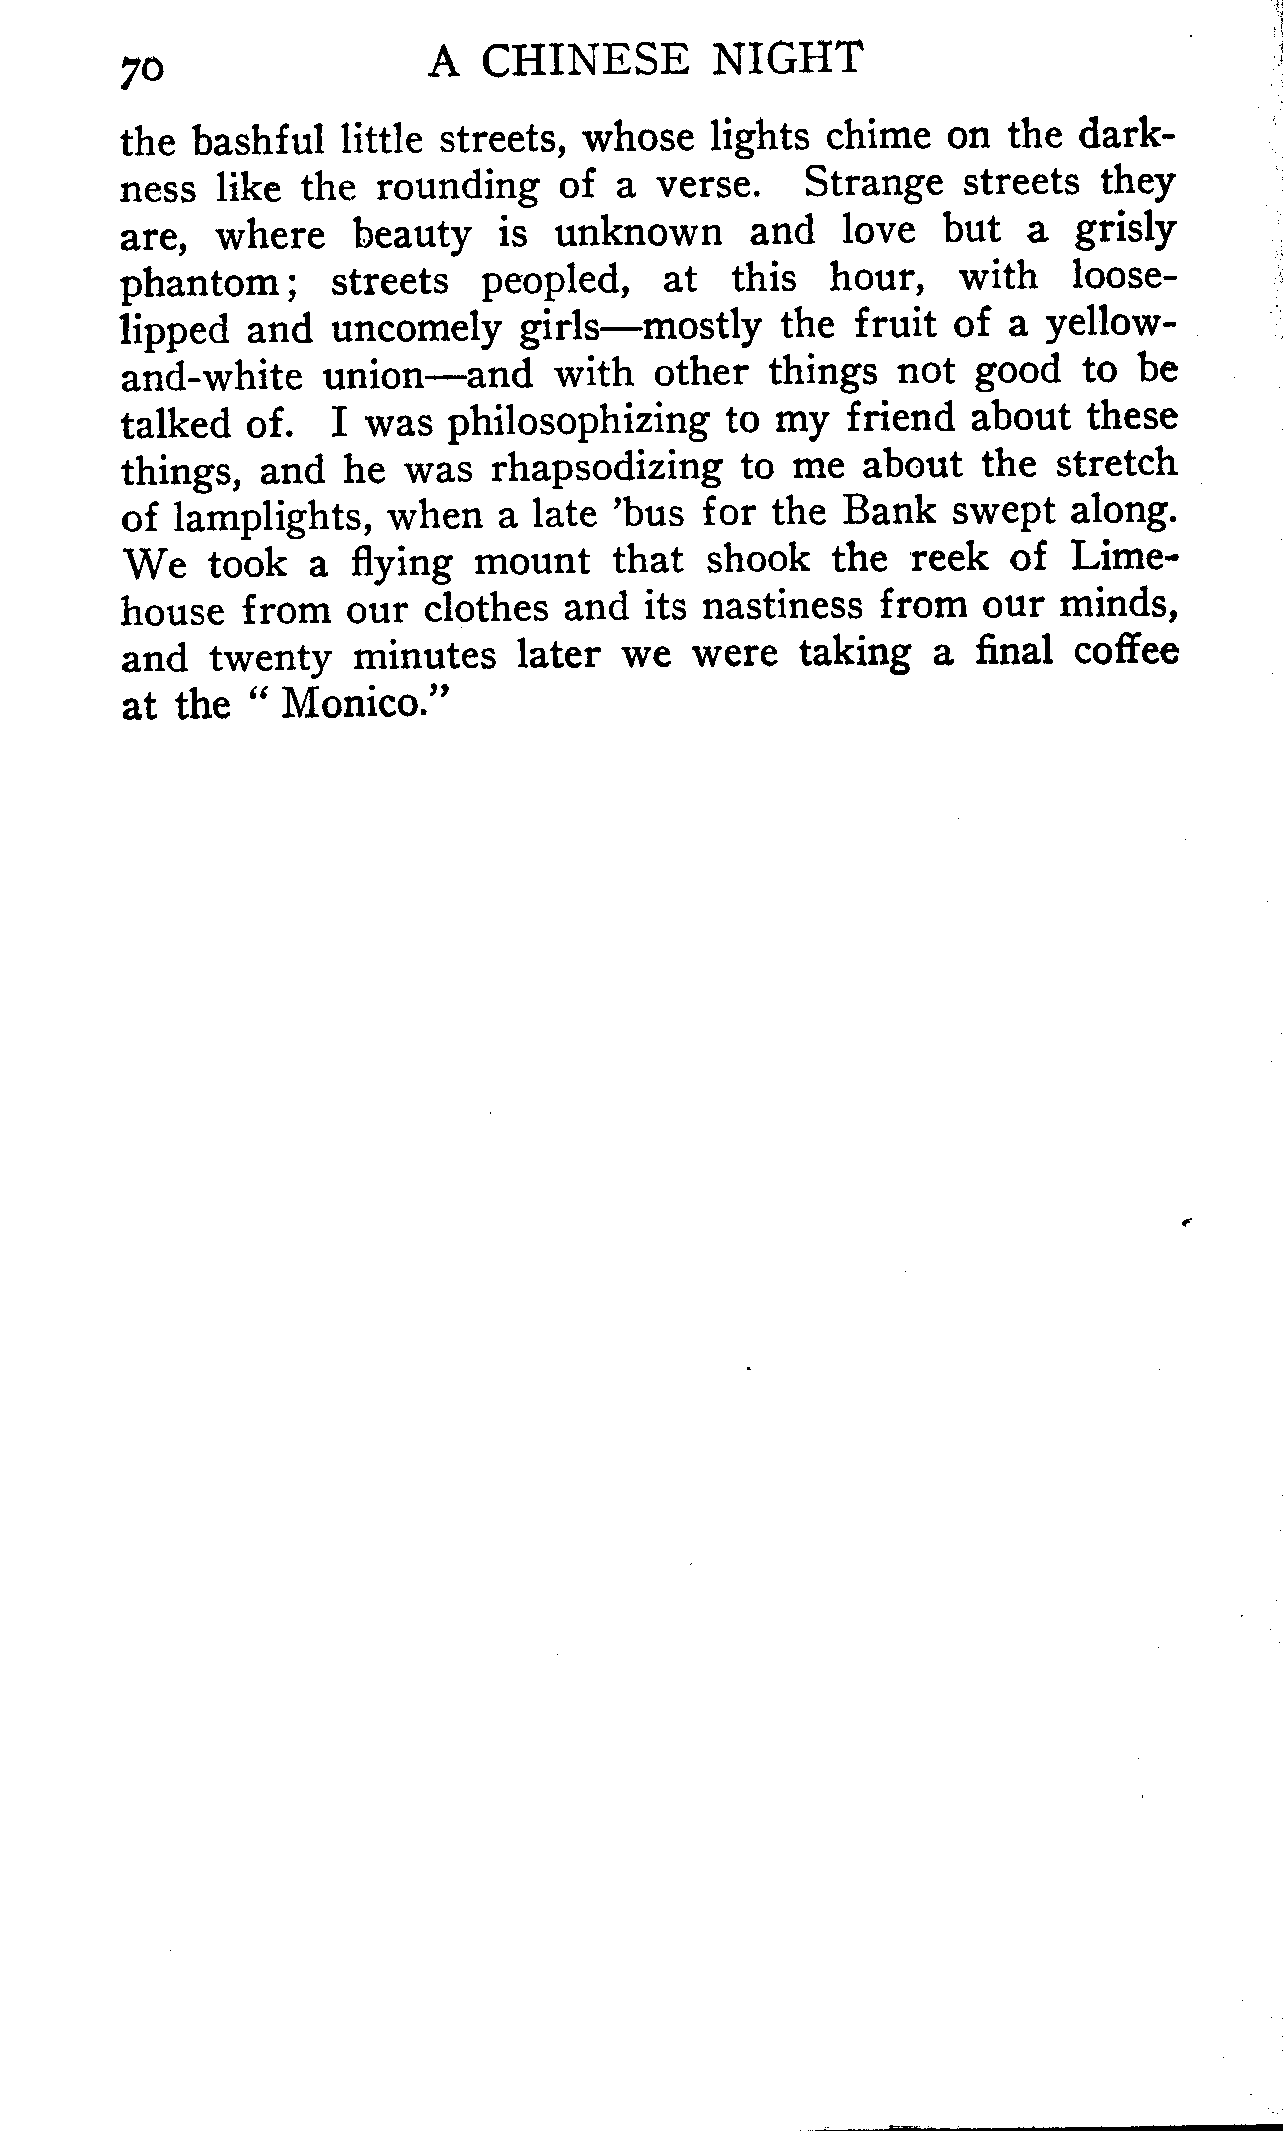 70 A CHINESE NIGHT
the bashful little streets, whose lights chime on the dark-
ness like the rounding of a verse. Strange streets they
are, where beauty is unknown and love but a grisly
phantom; streets peopled, at this hour, with loose-
lipped and uncomely girls—mostly the fruit of a yellow-
and-white union—and with other things not good to be
talked of. I was philosophizing to my friend about these
things, and he was rhapsodizing to me about the stretch
of lamplights, when a late 'bus for the Bank swept along.
We took a flying mount that shook the reek of Lime-
house from our clothes and its nastiness from our minds,
and twenty minutes later we were taking a final coffee
at the " Monico."